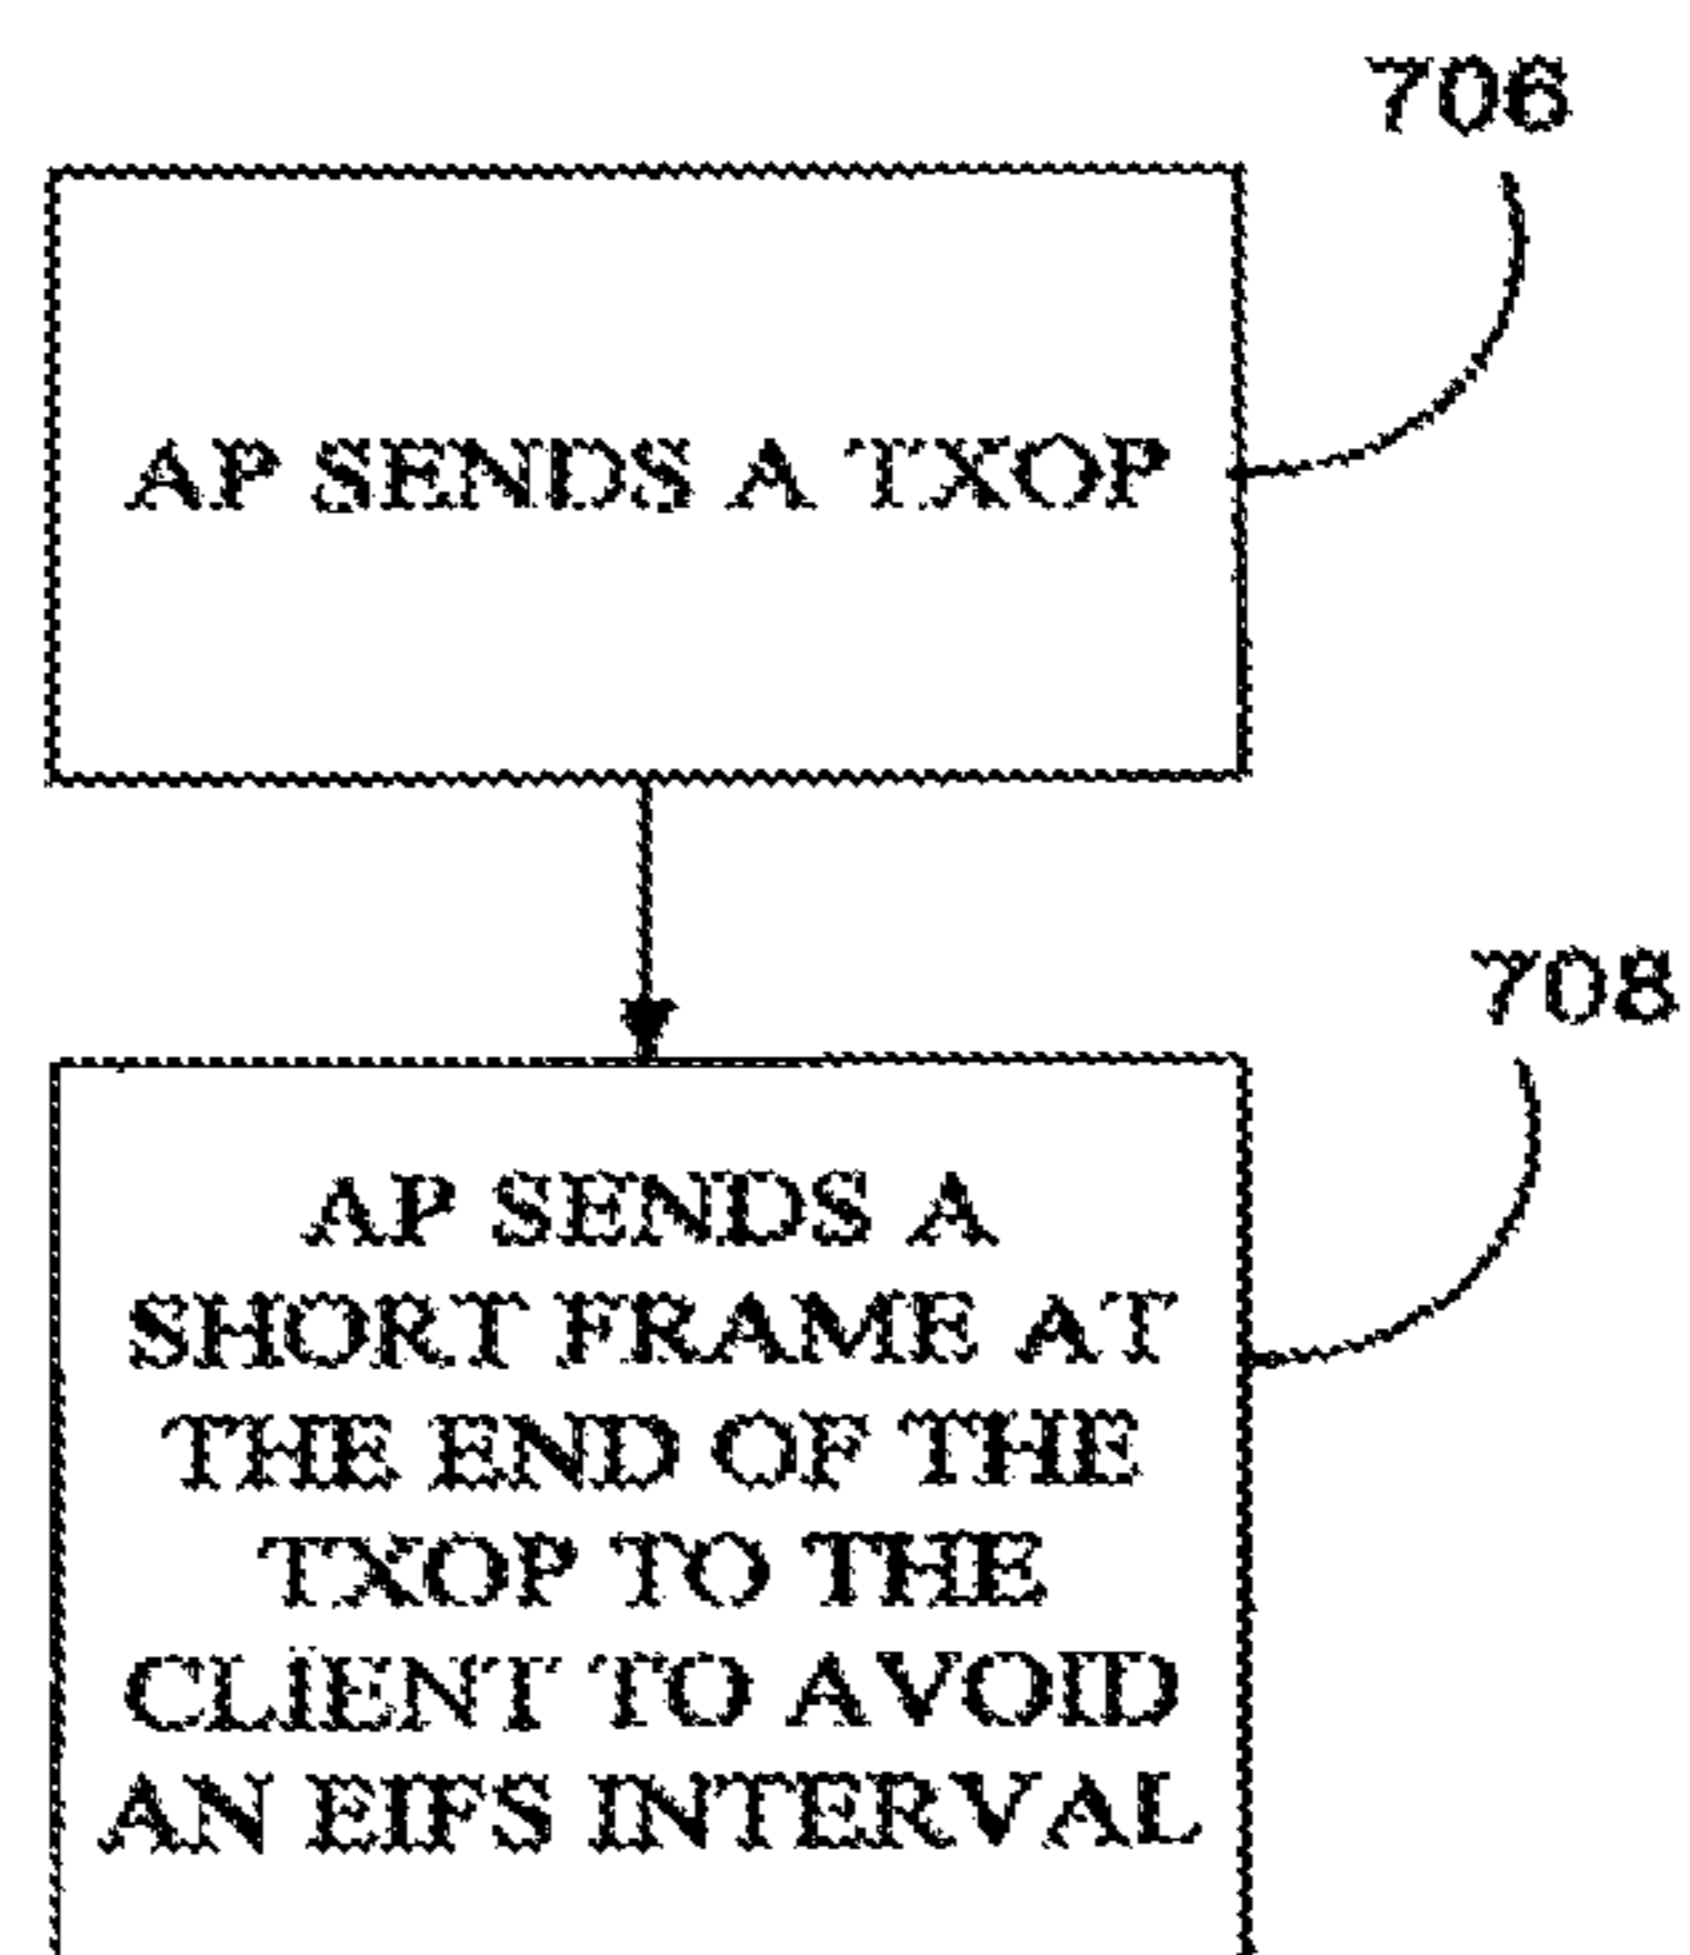 706
AP SENDS A TXOP
708
AP SENDS A
SHORT FRAME AT
THE END OF THE
TXOP TO THE
CLIENT TO AVOID
AN EIFS INTERVAL